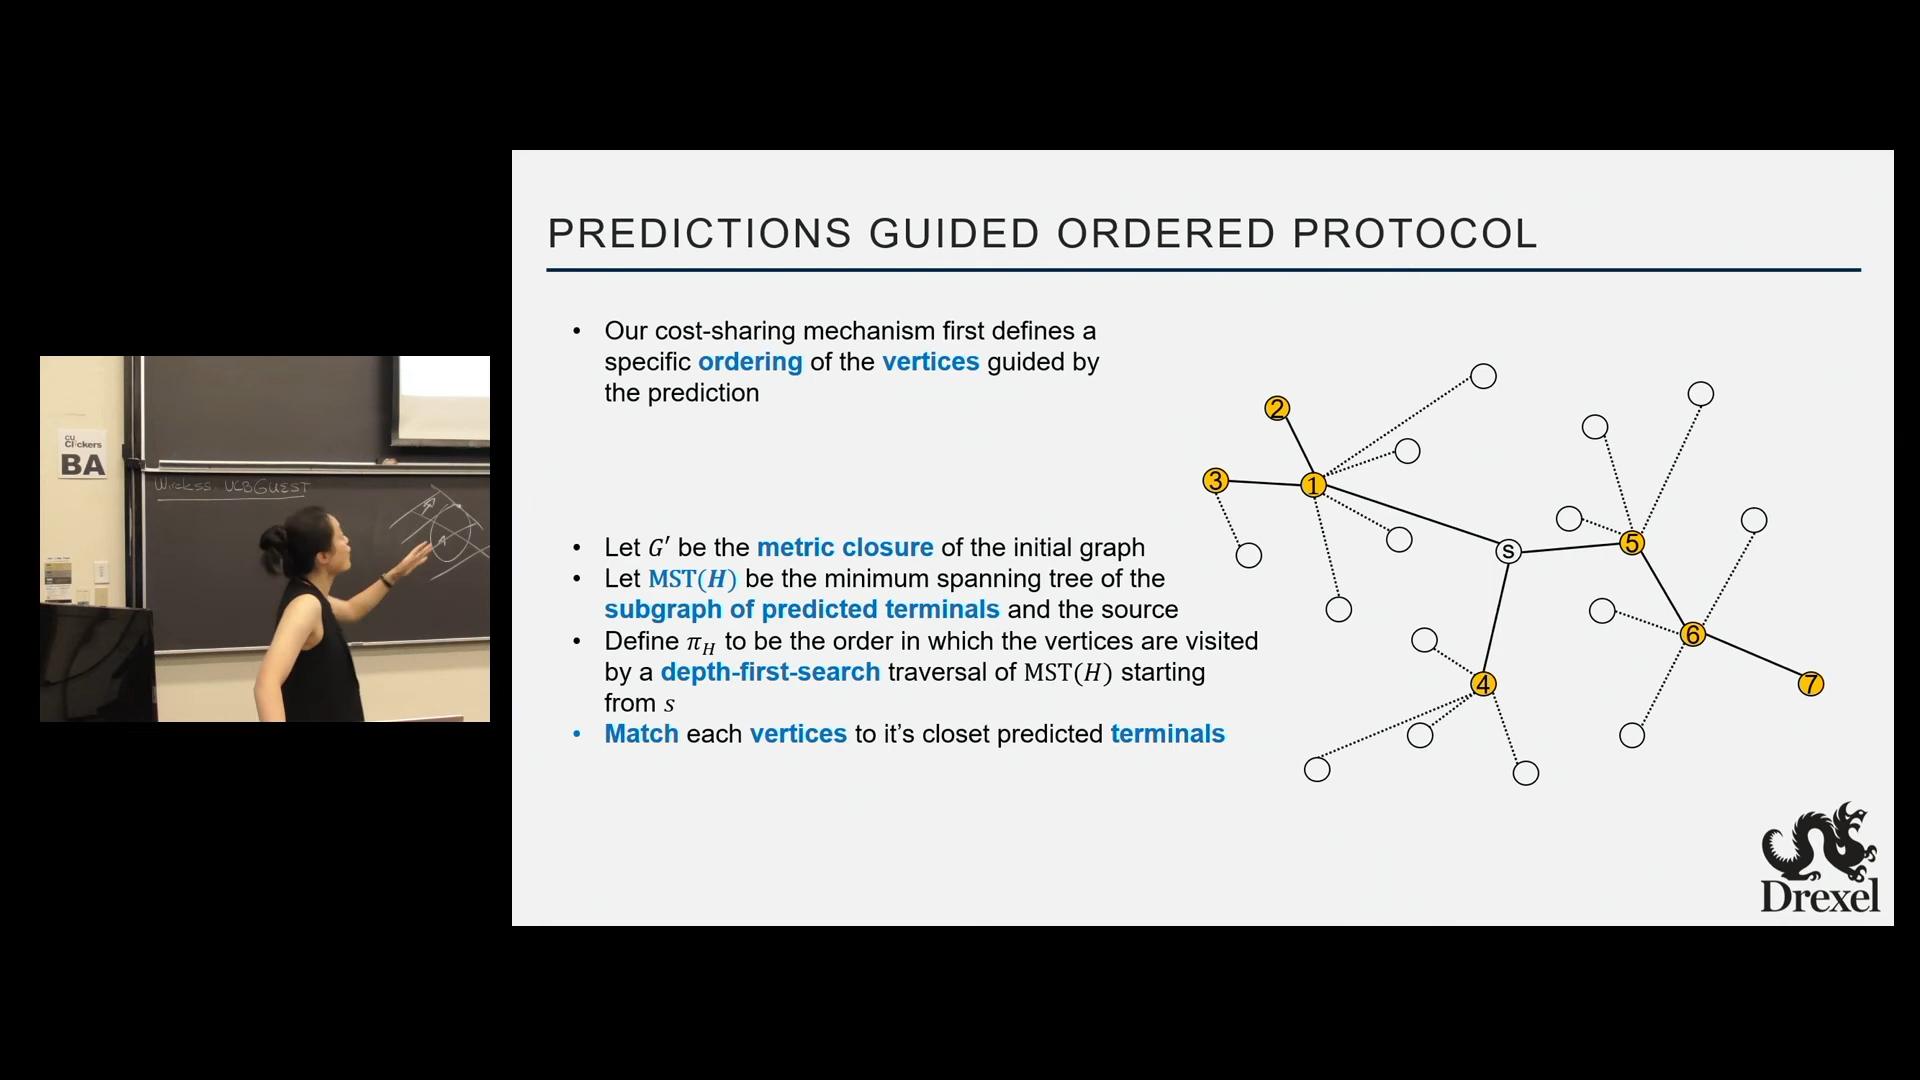 PREDICTIONS GUIDED ORDERED PROTOCOL
• Our cost-sharing mechanism first defines a
specific ordering of the vertices guided by
the prediction
• Let G′ be the metric closure of the initial graph
• Let MST(H) be the minimum spanning tree of the
subgraph of predicted terminals and the source
• Define π_H to be the order in which the vertices are visited
by a depth-first-search traversal of MST(H) starting
from s
• Match each vertices to it's closet predicted terminals
2
3
1
S
5
6
4
7
Drexel
CU
Clickers
BA
Wireless: UCBGUEST